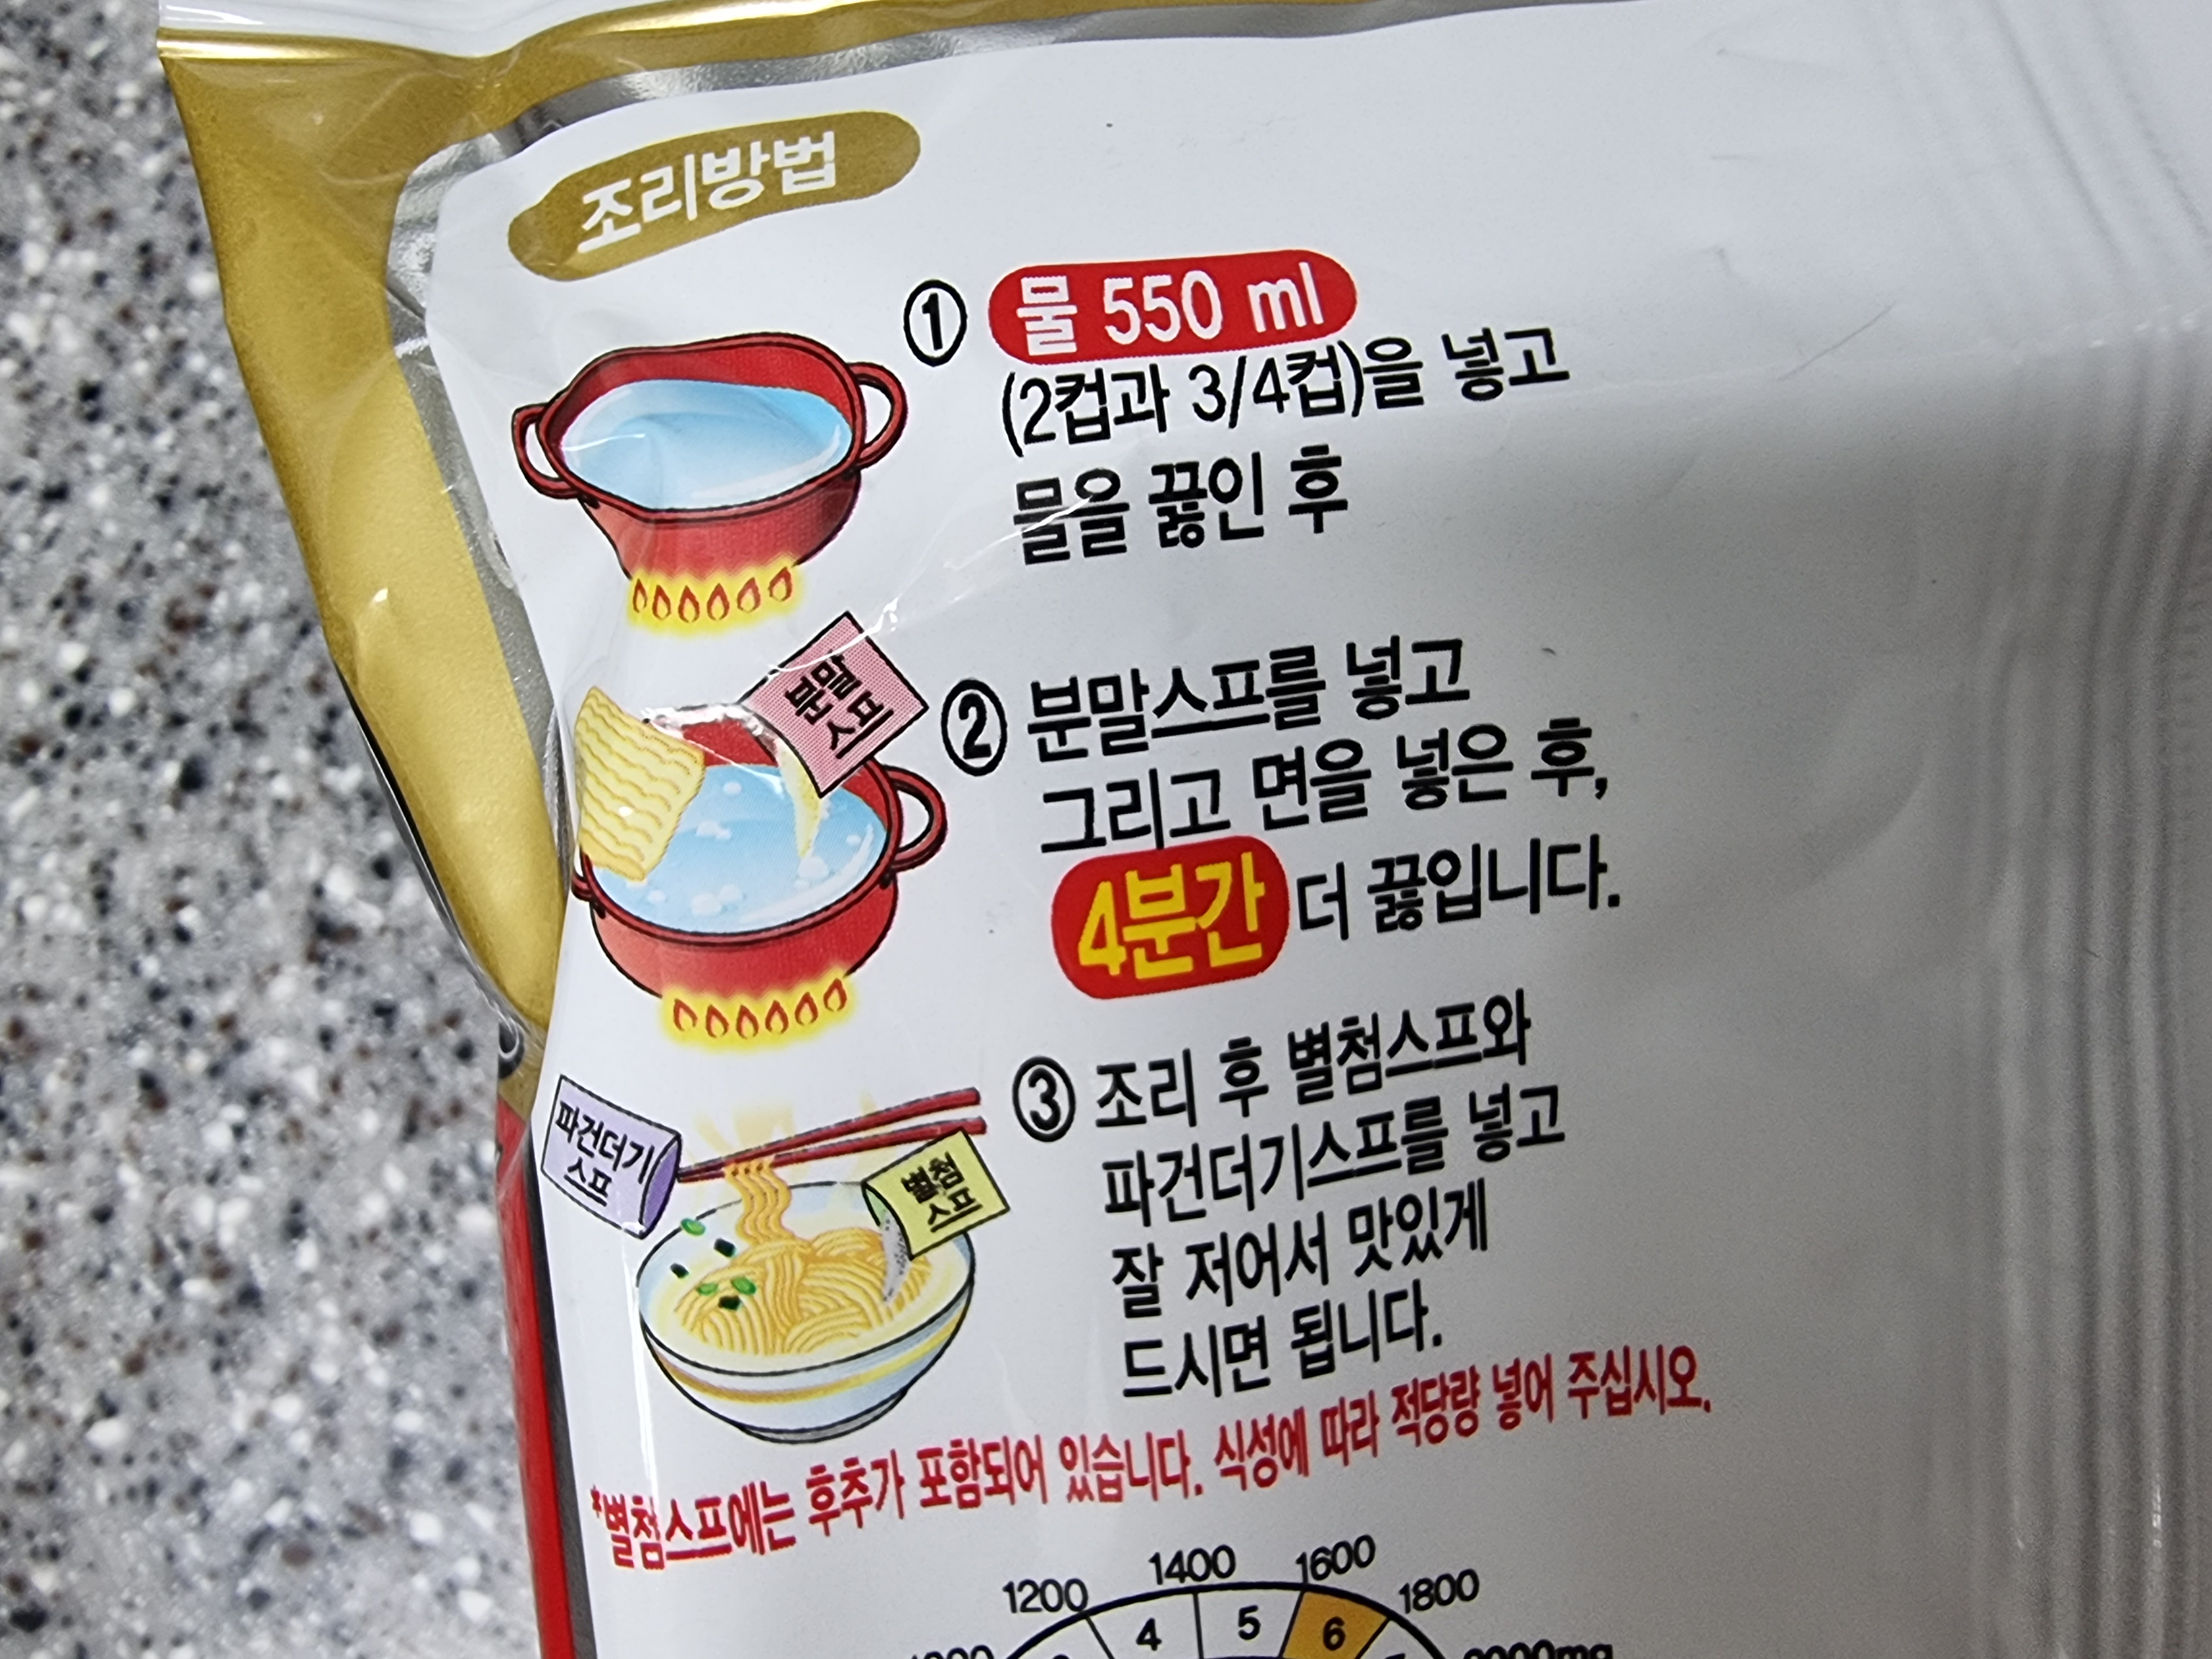 조리방법
① 물 550 ml
(2컵과 3/4컵)을 넣고
물을 끓인 후
분말
스프
② 분말스프를 넣고
그리고 면을 넣은 후,
4분간 더 끓입니다.
파건더기
스프
별첨
스프
③ 조리 후 별첨스프와
파건더기스프를 넣고
잘 저어서 맛있게
드시면 됩니다.
*별첨스프에는 후추가 포함되어 있습니다. 식성에 따라 적당량 넣어 주십시오.
1200 1400 1600 1800
4 5 6